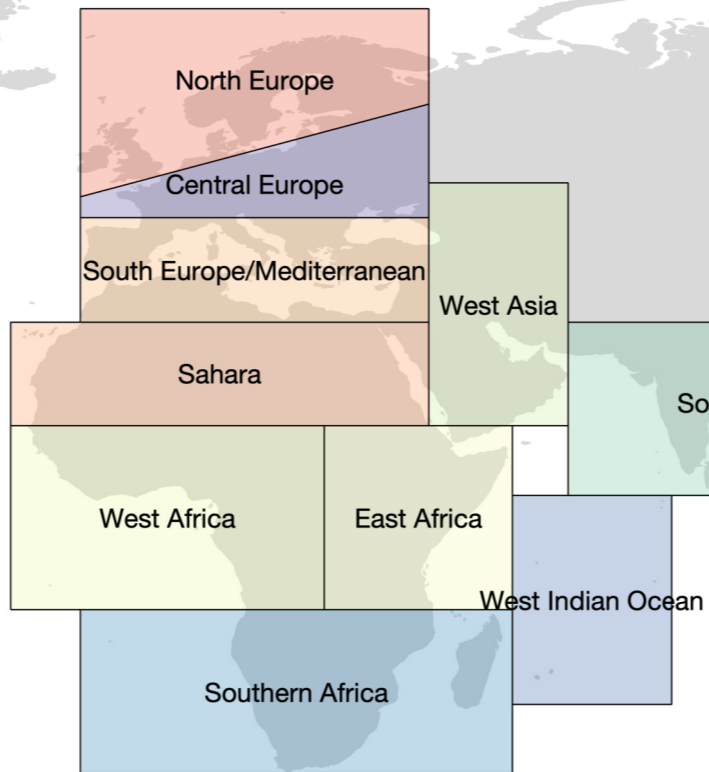 North Europe
Central Europe
South Europe/Mediterranean
West Asia
Sahara
So
West Africa
East Africa
West Indian Ocean
Southern Africa